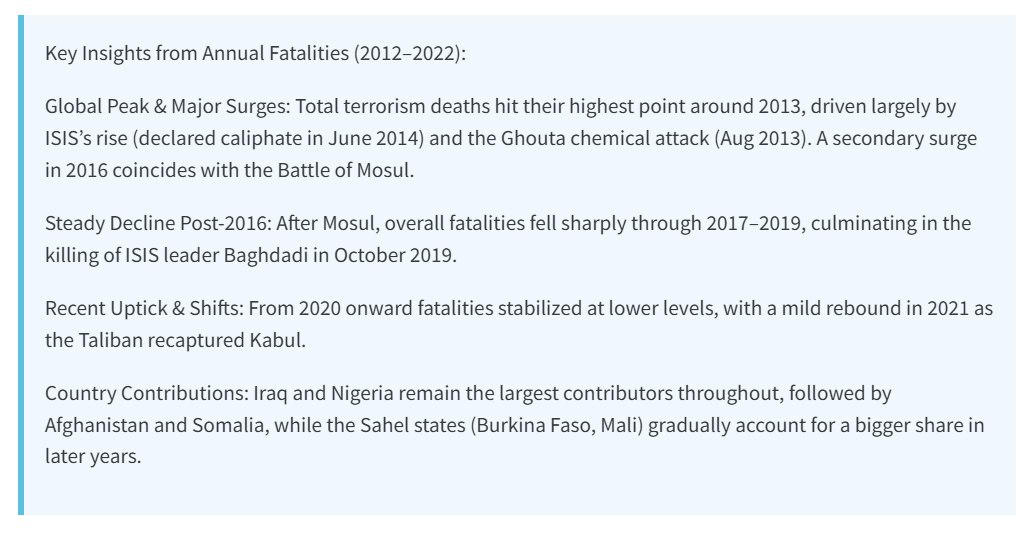 Key Insights from Annual Fatalities (2012–2022):
Global Peak & Major Surges: Total terrorism deaths hit their highest point around 2013, driven largely by
ISIS’s rise (declared caliphate in June 2014) and the Ghouta chemical attack (Aug 2013). A secondary surge
in 2016 coincides with the Battle of Mosul.
Steady Decline Post-2016: After Mosul, overall fatalities fell sharply through 2017–2019, culminating in the
killing of ISIS leader Baghdadi in October 2019.
Recent Uptick & Shifts: From 2020 onward fatalities stabilized at lower levels, with a mild rebound in 2021 as
the Taliban recaptured Kabul.
Country Contributions: Iraq and Nigeria remain the largest contributors throughout, followed by
Afghanistan and Somalia, while the Sahel states (Burkina Faso, Mali) gradually account for a bigger share in
later years.